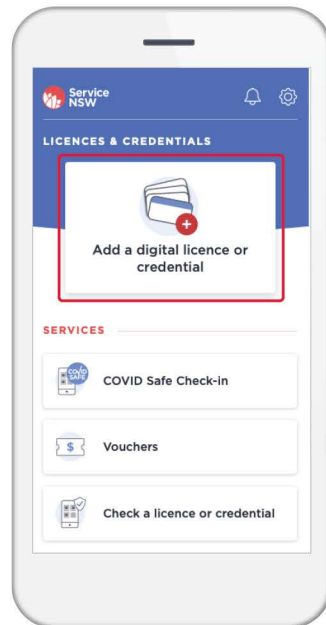 Service
NSW
LICENCES & CREDENTIALS
Add a digital licence or
credential
SERVICES
COVID
SAFE
COVID Safe Check-in
$ Vouchers
Check a licence or credential